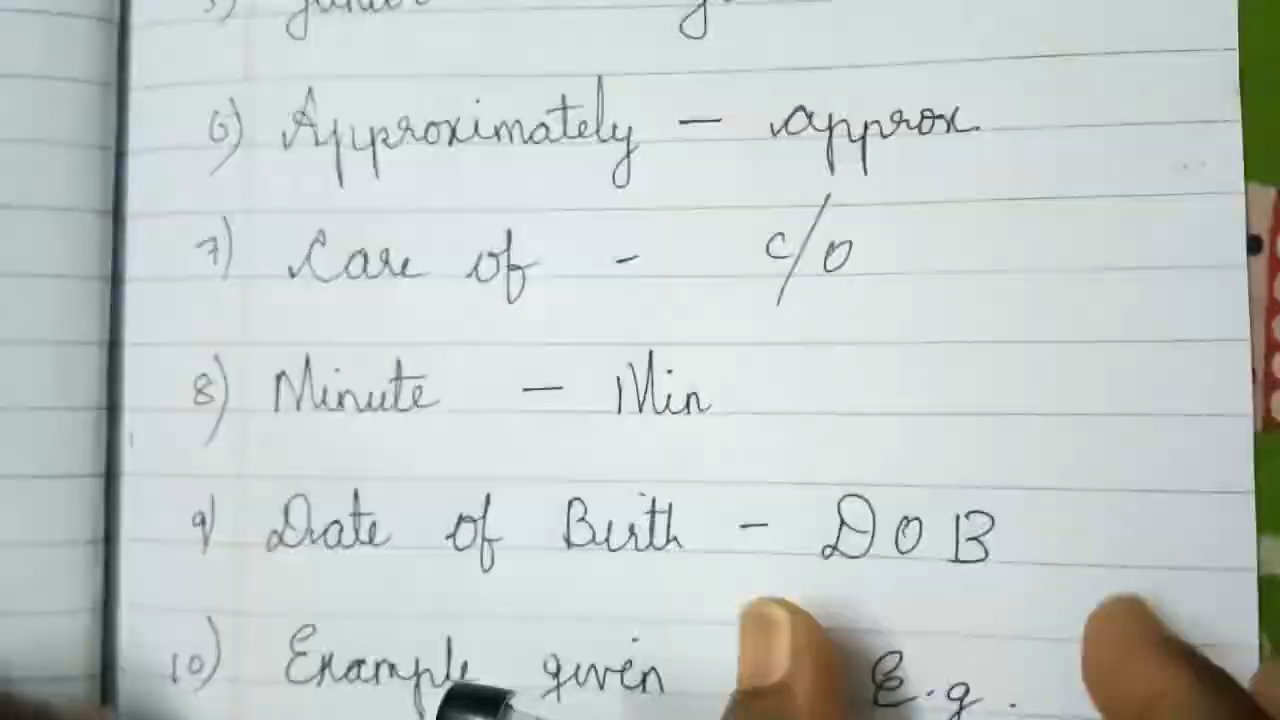 6) Approximately - approx.
7) Care of - c/o
8) Minute - Min
9) Date of Birth - DOB
10) Example given E.g.